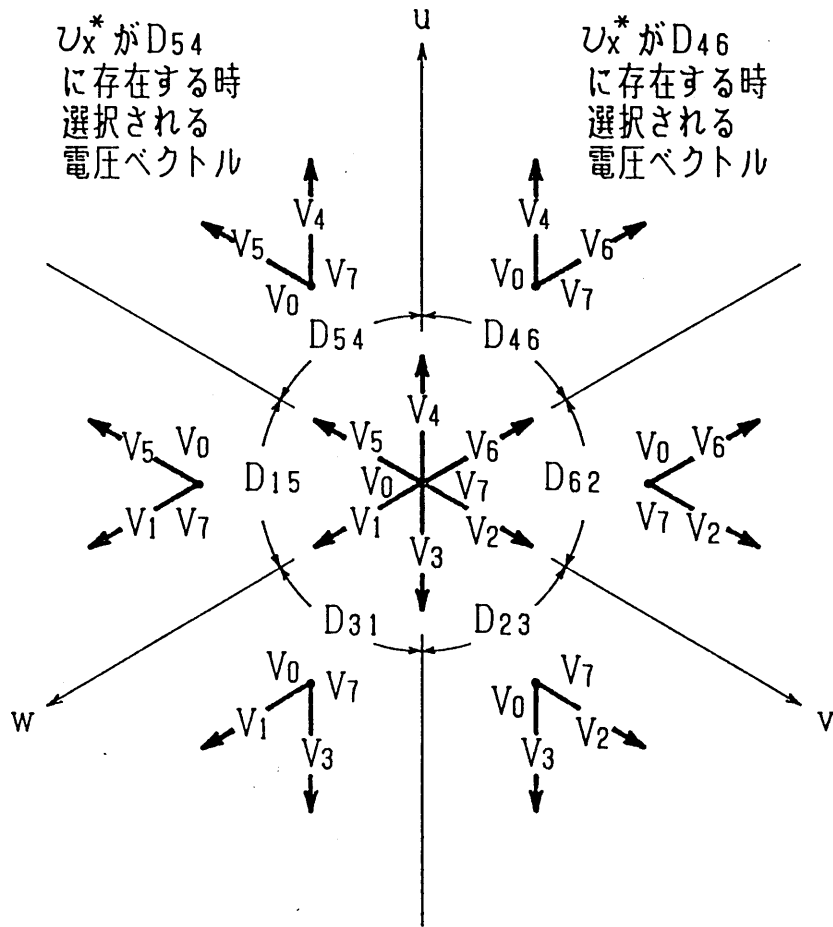 u
υx* がD54
に存在する時
選択される
電圧ベクトル
υx* がD46
に存在する時
選択される
電圧ベクトル
V4
V5
V0 V7
V4
V6
V0 V7
D54
D46
V5 V0
V1 V7
D15
V4
V5 V6
V0 V7
V1 V2
V3
D62
V0 V6
V7 V2
D31
D23
V0 V7
V1
V3
V7
V0
V2
V3
w
v